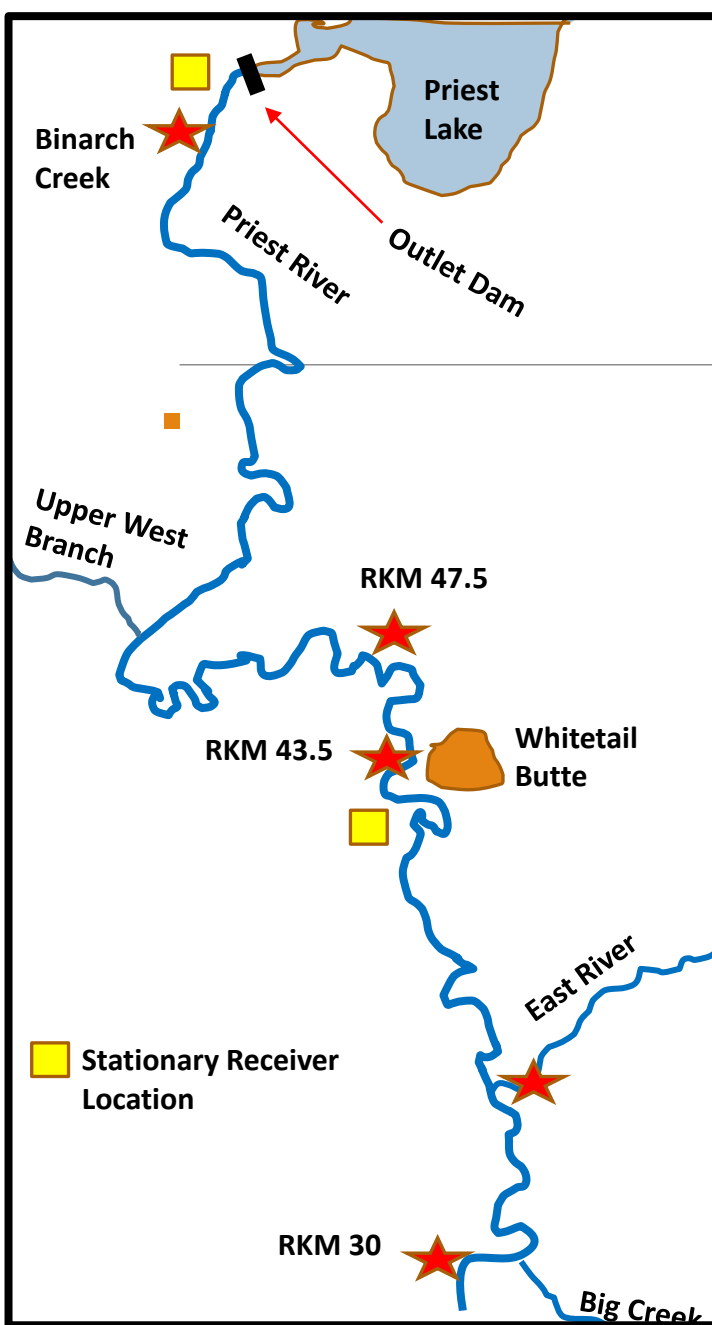 Priest
Lake
Binarch
Creek
Priest River
Outlet Dam
Upper West
Branch
RKM 47.5
RKM 43.5
Whitetail
Butte
East River
Stationary Receiver
Location
RKM 30
Big Creek